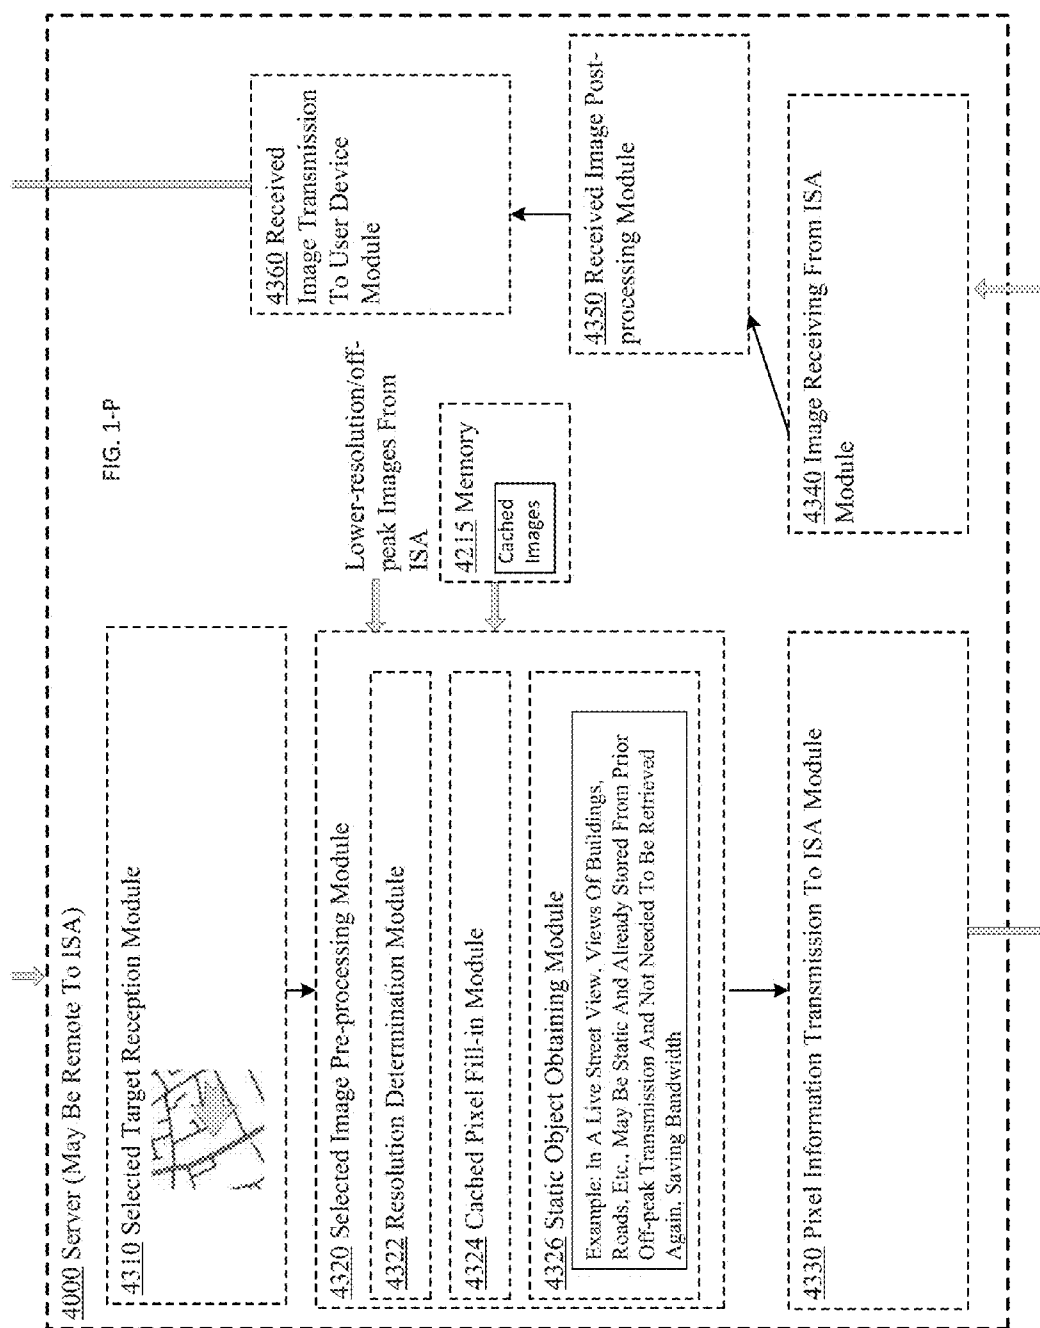 FIG. 1-P
4000 Server (May Be Remote To ISA)
4310 Selected Target Reception Module
4320 Selected Image Pre-processing Module
4322 Resolution Determination Module
4324 Cached Pixel Fill-in Module
4326 Static Object Obtaining Module
Example: In A Live Street View, Views Of Buildings,
Roads, Etc., May Be Static And Already Stored From Prior
Off-peak Transmission And Not Needed To Be Retrieved
Again, Saving Bandwidth
4330 Pixel Information Transmission To ISA Module
Lower-resolution/off-
peak Images From
ISA
4215 Memory
Cached
Images
4340 Image Receiving From ISA
Module
4350 Received Image Post-
processing Module
4360 Received
Image Transmission
To User Device
Module